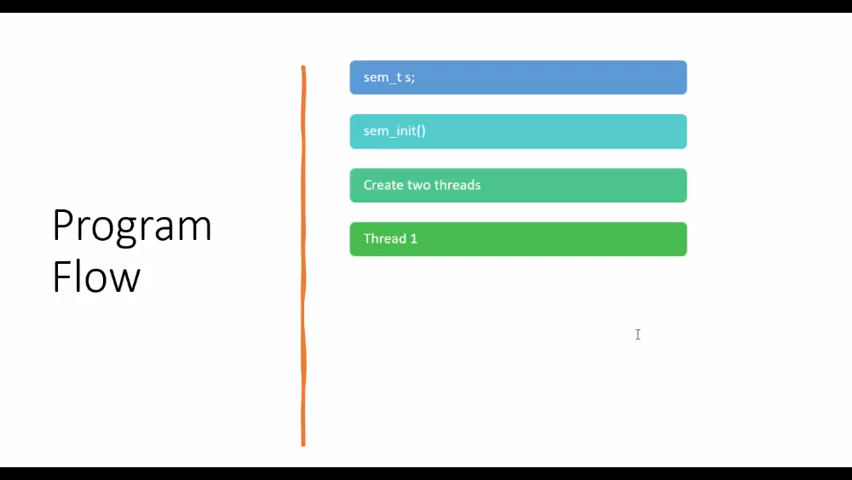 Program
Flow
sem_t s;
sem_init()
Create two threads
Thread 1